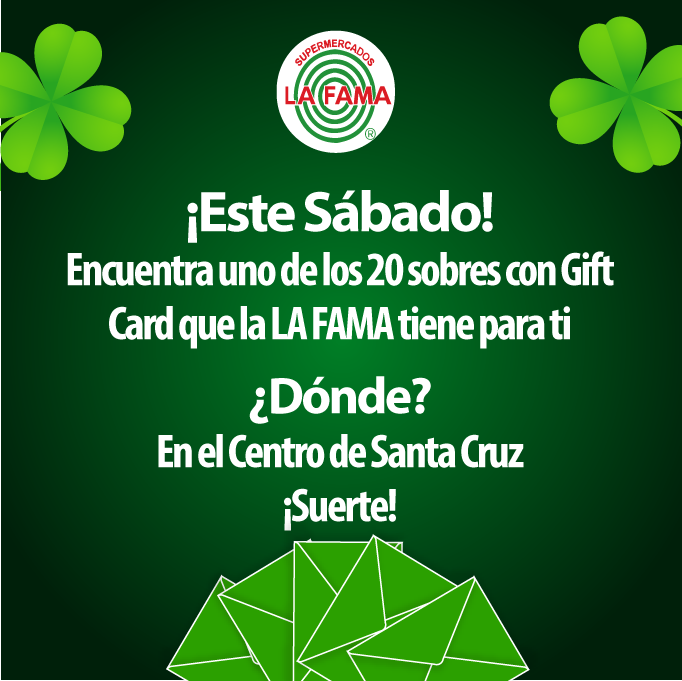 SUPERMERCADOS
LA FAMA
®
¡Este Sábado!
Encuentra uno de los 20 sobres con Gift
Card que la LA FAMA tiene para ti
¿Dónde?
En el Centro de Santa Cruz
¡Suerte!